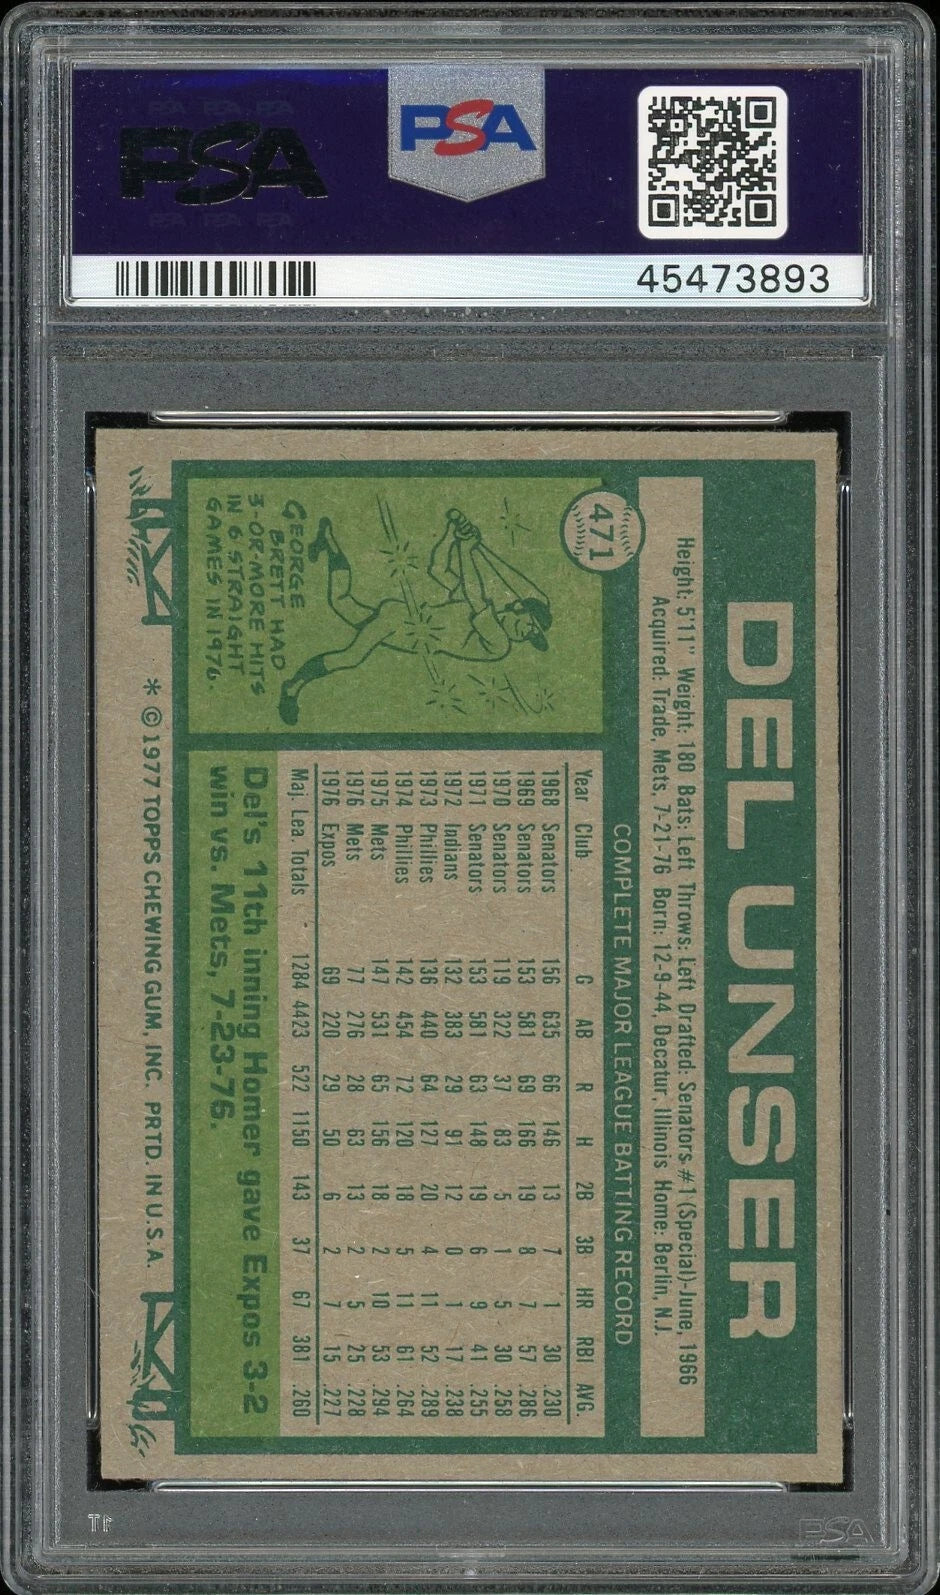 PSA
PSA
45473893
DEL UNSER
Height: 5'11" Weight: 180 Bats: Left Throws: Left Drafted: Senators #1 (Special)-June, 1966
Acquired: Trade, Mets, 7-21-76 Born: 12-9-44, Decatur, Illinois Home: Berlin, N.J.
471
COMPLETE MAJOR LEAGUE BATTING RECORD
Year Club G AB R H 2B 3B HR RBI AVG.
1968 Senators 156 635 66 146 13 7 1 30 .230
1969 Senators 153 581 69 166 19 8 7 57 .286
1970 Senators 119 322 37 83 5 1 5 30 .258
1971 Senators 153 581 63 148 19 6 9 41 .255
1972 Indians 132 383 29 91 12 0 1 17 .238
1973 Phillies 136 440 64 127 20 4 11 52 .289
1974 Phillies 142 454 72 120 18 5 11 61 .264
1975 Mets 147 531 65 156 18 2 10 53 .294
1976 Mets 77 276 28 63 13 2 5 25 .228
1976 Expos 69 220 29 50 6 2 7 15 .227
Maj. Lea. Totals 1284 4423 522 1150 143 37 67 381 .260
GEORGE
BRETT HAD
3-OR-MORE HITS
IN 6 STRAIGHT
GAMES IN 1976.
Del's 11th inning Homer gave Expos 3-2
win vs. Mets, 7-23-76.
* ©1977 TOPPS CHEWING GUM, INC. PRTD. IN U.S.A.
PSA